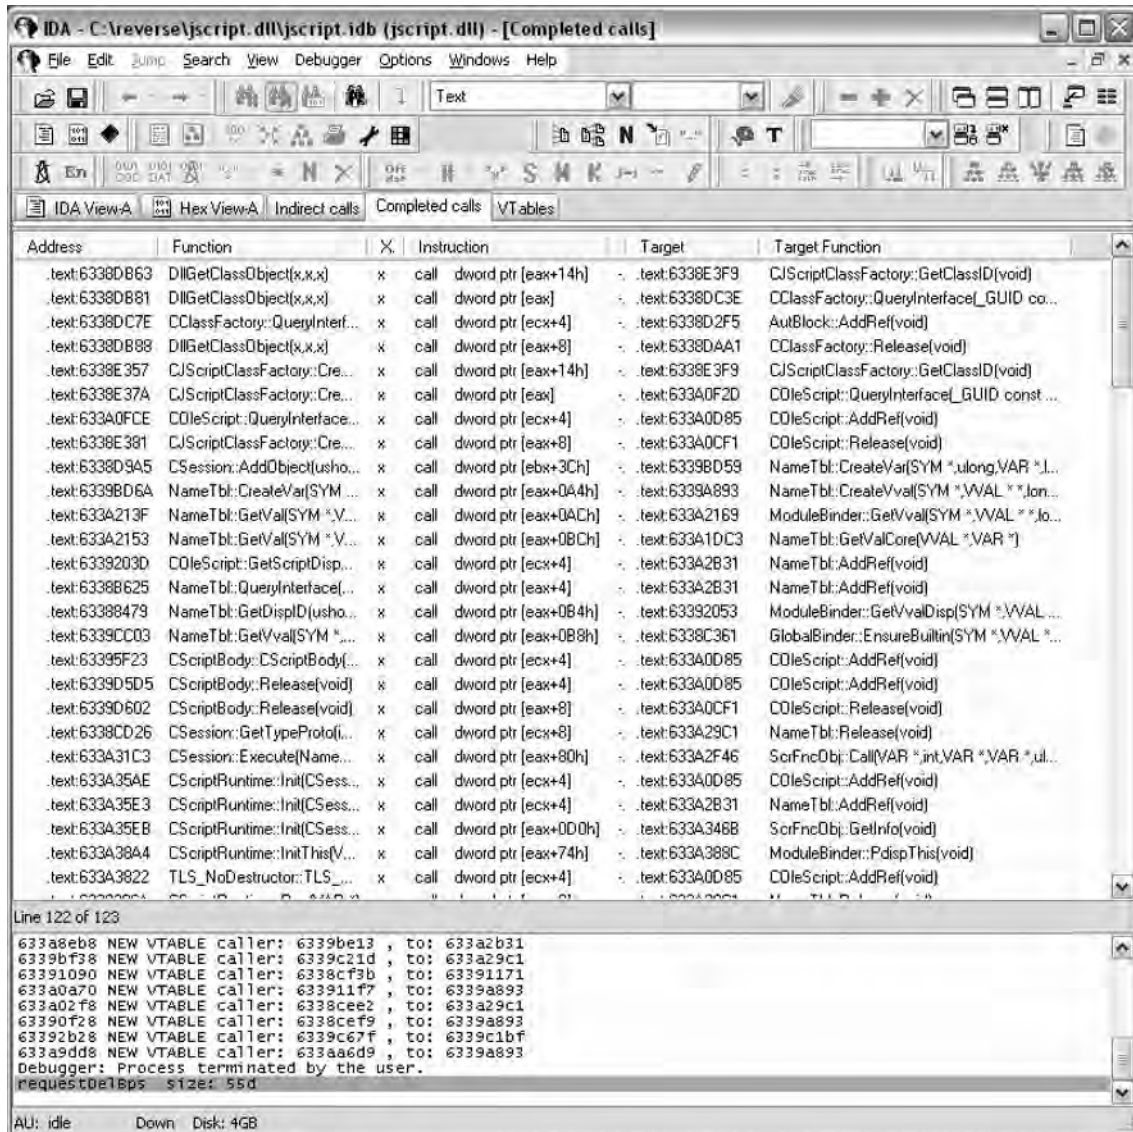 IDA - C:\reverse\jscript.dll\jscript.idb (jscript.dll) - [Completed calls]
File Edit Jump Search View Debugger Options Windows Help
Text
En N T S M K
IDA View-A Hex View-A Indirect calls Completed calls VTables
Address Function X Instruction Target Target Function
.text:6338DB63 DllGetClassObject(x,x,x) x call dword ptr [eax+14h] -. .text:6338E3F9 CJScriptClassFactory::GetClassID(void)
.text:6338DB81 DllGetClassObject(x,x,x) x call dword ptr [eax] -. .text:6338DC3E CClassFactory::QueryInterface(_GUID co...
.text:6338DC7E CClassFactory::QueryInterf... x call dword ptr [ecx+4] -. .text:6338D2F5 AutBlock::AddRef(void)
.text:6338DB88 DllGetClassObject(x,x,x) x call dword ptr [eax+8] -. .text:6338DAA1 CClassFactory::Release(void)
.text:6338E357 CJScriptClassFactory::Cre... x call dword ptr [eax+14h] -. .text:6338E3F9 CJScriptClassFactory::GetClassID(void)
.text:6338E37A CJScriptClassFactory::Cre... x call dword ptr [eax] -. .text:633A0F2D COleScript::QueryInterface(_GUID const ...
.text:633A0FCE COleScript::QueryInterface... x call dword ptr [ecx+4] -. .text:633A0D85 COleScript::AddRef(void)
.text:6338E381 CJScriptClassFactory::Cre... x call dword ptr [eax+8] -. .text:633A0CF1 COleScript::Release(void)
.text:6338D9A5 CSession::AddObject(usho... x call dword ptr [ebx+3Ch] -. .text:6339BD59 NameTbl::CreateVar(SYM *,ulong,VAR *,l...
.text:6339BD6A NameTbl::CreateVar(SYM ... x call dword ptr [eax+0A4h] -. .text:6339A893 NameTbl::CreateVval(SYM *,VVAL * *,lon...
.text:633A213F NameTbl::GetVal(SYM *,V... x call dword ptr [eax+0ACh] -. .text:633A2169 ModuleBinder::GetVval(SYM *,VVAL * *,lo...
.text:633A2153 NameTbl::GetVal(SYM *,V... x call dword ptr [eax+0BCh] -. .text:633A1DC3 NameTbl::GetValCore(VVAL *,VAR *)
.text:6339203D COleScript::GetScriptDisp... x call dword ptr [ecx+4] -. .text:633A2B31 NameTbl::AddRef(void)
.text:6338B625 NameTbl::QueryInterface(... x call dword ptr [eax+4] -. .text:633A2B31 NameTbl::AddRef(void)
.text:63388479 NameTbl::GetDispID(usho... x call dword ptr [eax+0B4h] -. .text:63392053 ModuleBinder::GetVvalDisp(SYM *,VVAL ...
.text:6339CC03 NameTbl::GetVval(SYM *,... x call dword ptr [eax+0B8h] -. .text:6338C361 GlobalBinder::EnsureBuiltin(SYM *,VVAL *...
.text:63395F23 CScriptBody::CScriptBody(... x call dword ptr [ecx+4] -. .text:633A0D85 COleScript::AddRef(void)
.text:6339D5D5 CScriptBody::Release(void) x call dword ptr [eax+4] -. .text:633A0D85 COleScript::AddRef(void)
.text:6339D602 CScriptBody::Release(void) x call dword ptr [eax+8] -. .text:633A0CF1 COleScript::Release(void)
.text:6338CD26 CSession::GetTypeProto(i... x call dword ptr [ecx+8] -. .text:633A29C1 NameTbl::Release(void)
.text:633A31C3 CSession::Execute(Name... x call dword ptr [eax+80h] -. .text:633A2F46 ScrFncObj::Call(VAR *,int,VAR *,VAR *,ul...
.text:633A35AE CScriptRuntime::Init(CSess... x call dword ptr [ecx+4] -. .text:633A0D85 COleScript::AddRef(void)
.text:633A35E3 CScriptRuntime::Init(CSess... x call dword ptr [ecx+4] -. .text:633A2B31 NameTbl::AddRef(void)
.text:633A35EB CScriptRuntime::Init(CSess... x call dword ptr [eax+0D0h] -. .text:633A346B ScrFncObj::GetInfo(void)
.text:633A38A4 CScriptRuntime::InitThis(V... x call dword ptr [eax+74h] -. .text:633A388C ModuleBinder::PdispThis(void)
.text:633A3822 TLS_NoDestructor::TLS_... x call dword ptr [ecx+4] -. .text:633A0D85 COleScript::AddRef(void)
Line 122 of 123
633a8eb8 NEW VTABLE caller: 6339be13 , to: 633a2b31
6339bf38 NEW VTABLE caller: 6339c21d , to: 633a29c1
63391090 NEW VTABLE caller: 6338cf3b , to: 63391171
633a0a70 NEW VTABLE caller: 633911f7 , to: 6339a893
633a02f8 NEW VTABLE caller: 6338cee2 , to: 633a29c1
63390f28 NEW VTABLE caller: 6338cef9 , to: 6339a893
63392b28 NEW VTABLE caller: 6339c67f , to: 6339c1bf
633a9dd8 NEW VTABLE caller: 633aa6d9 , to: 6339a893
Debugger: Process terminated by the user.
requestDelBps size: 55d
AU: idle Down Disk: 4GB